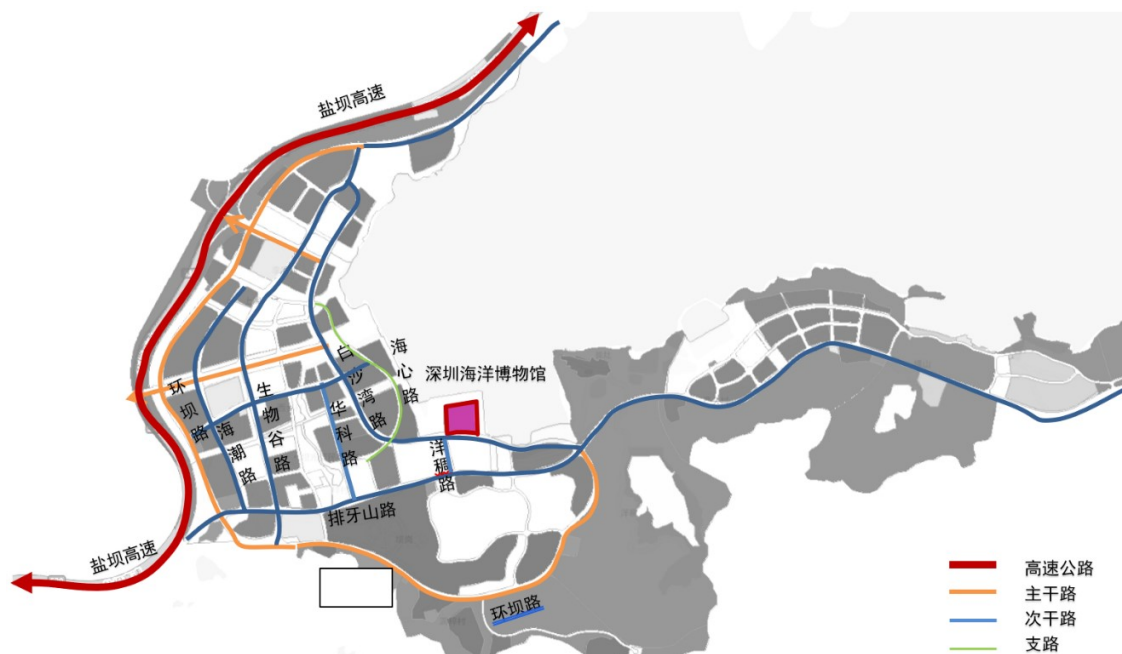 盐坝高速
环坝路
海潮路
生物谷路
华科路
白沙湾路
海心路
深圳海洋博物馆
洋稿路
排牙山路
盐坝高速
环坝路
高速公路
主干路
次干路
支路